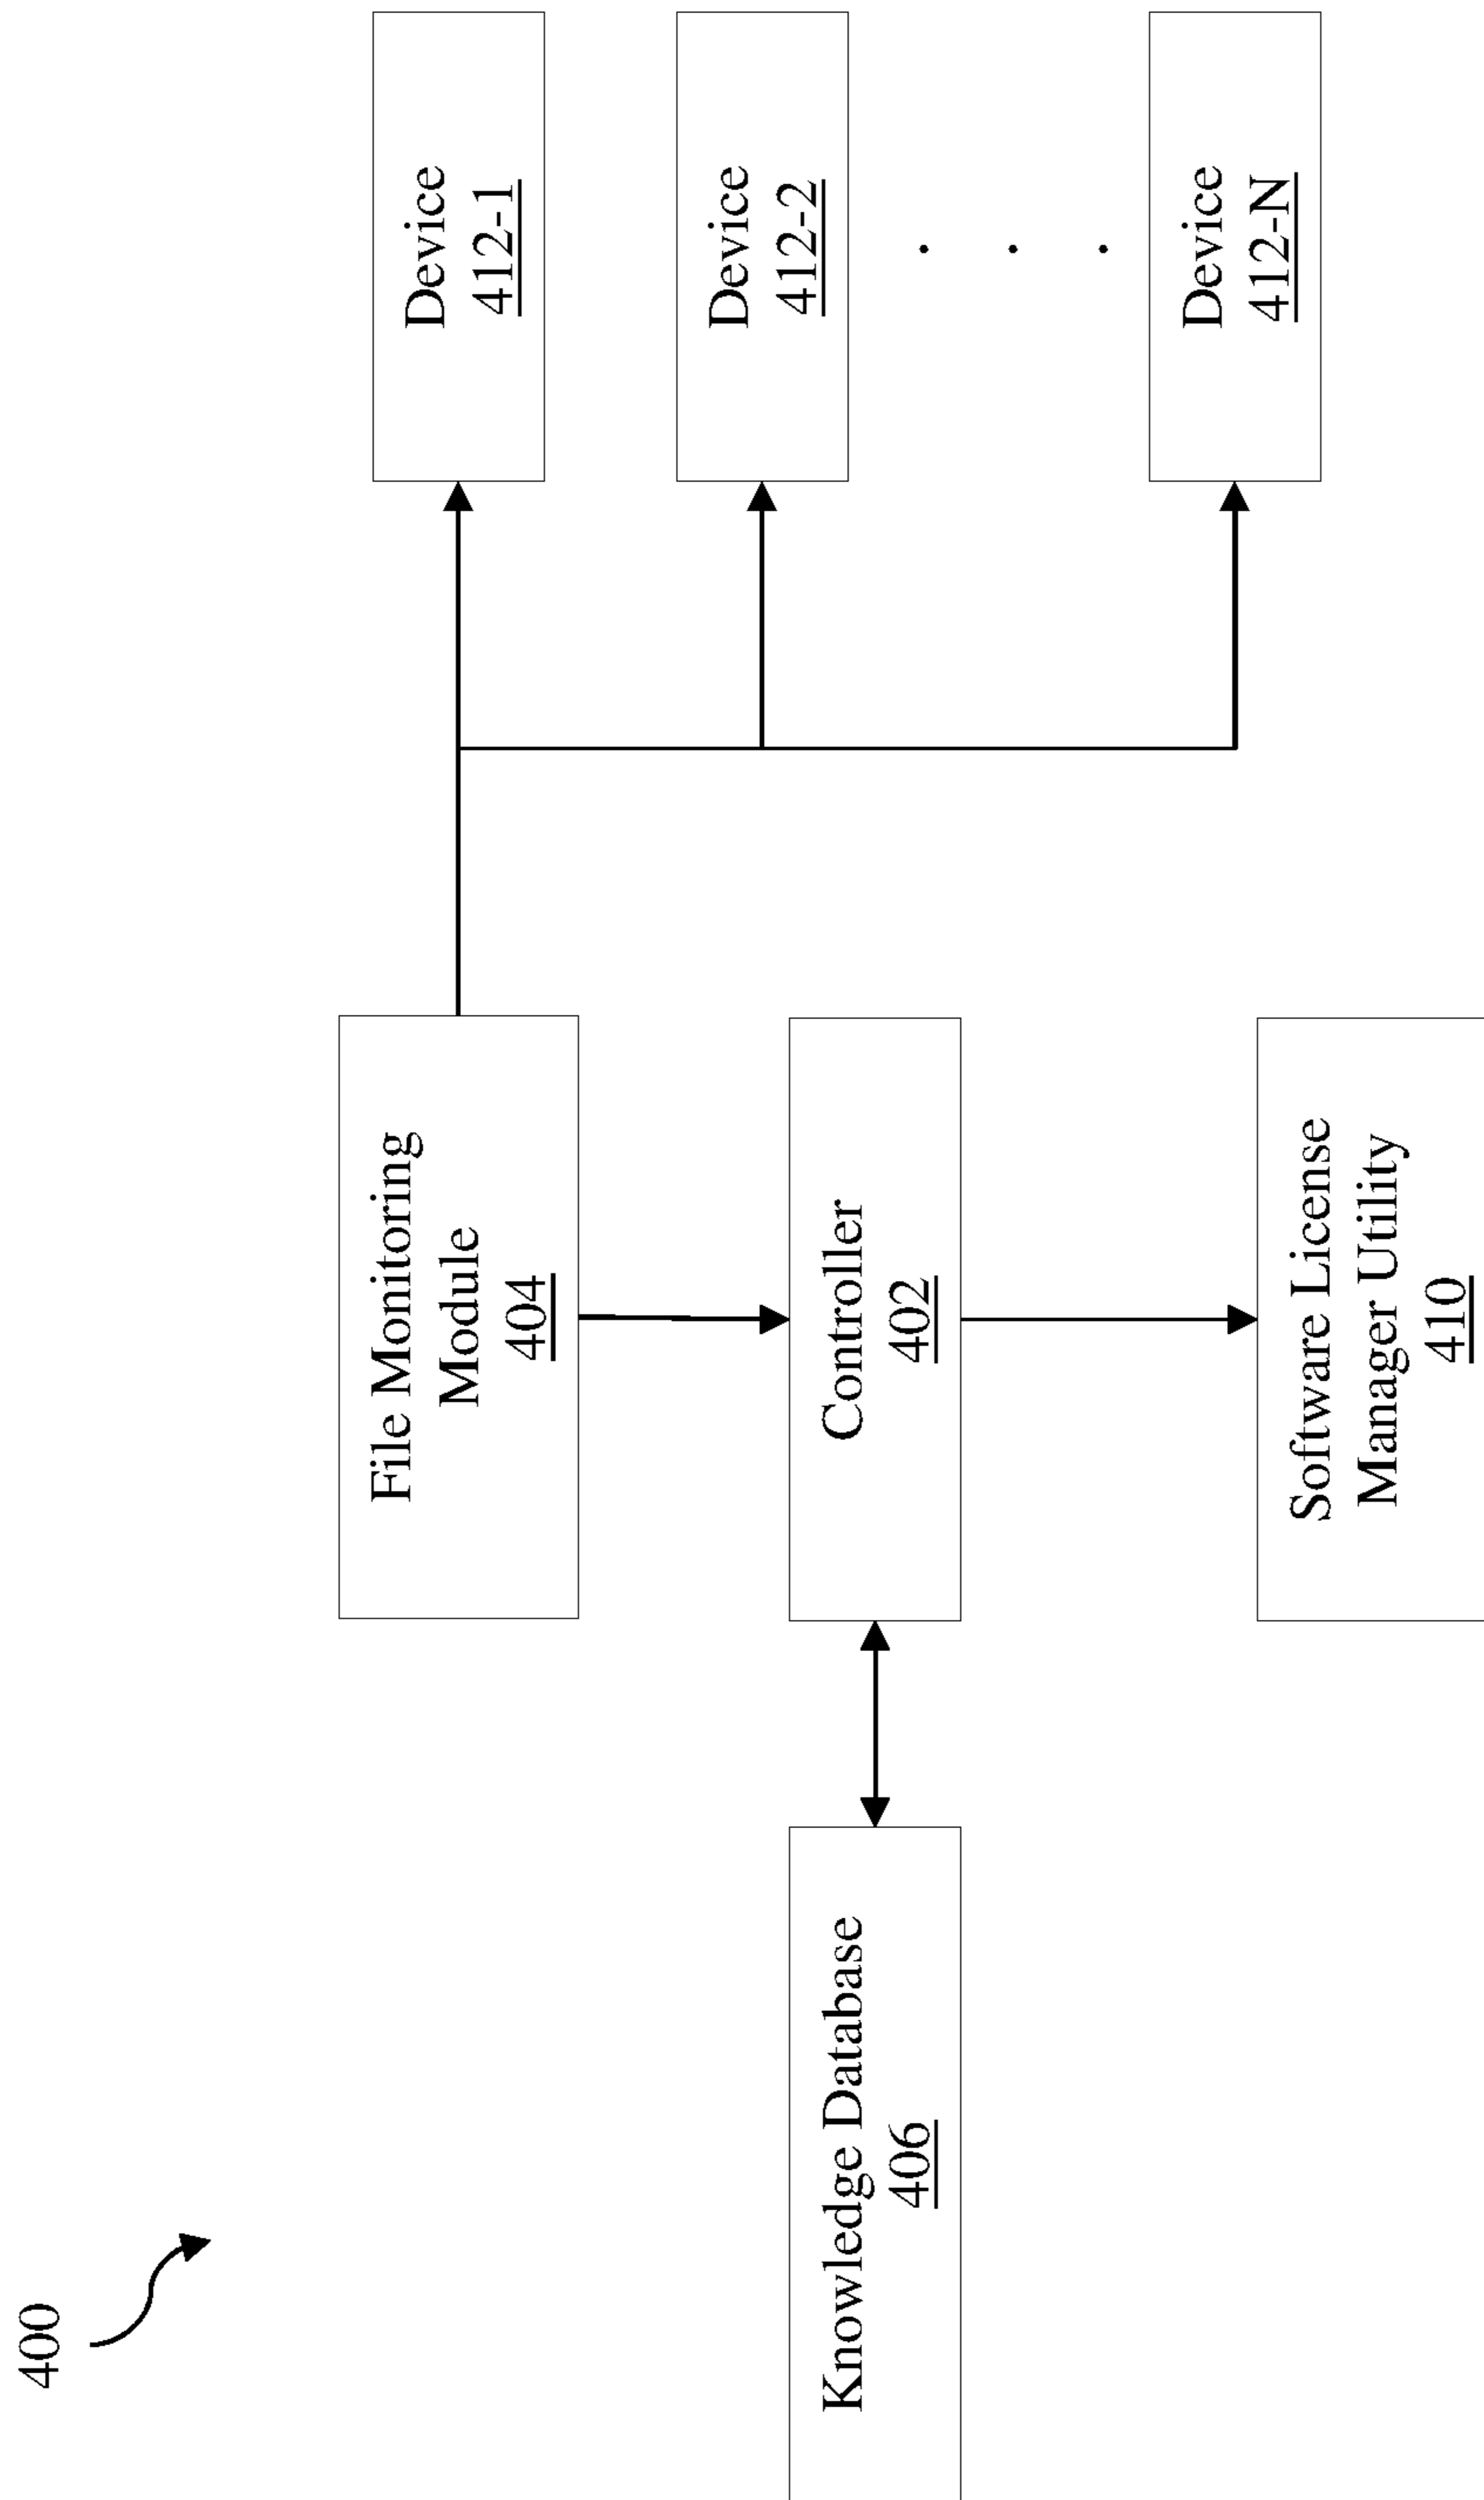 400
File Monitoring
Module
404
Device
412-1
Device
412-2
Knowledge Database
406
Controller
402
Device
412-N
Software License
Manager Utility
410